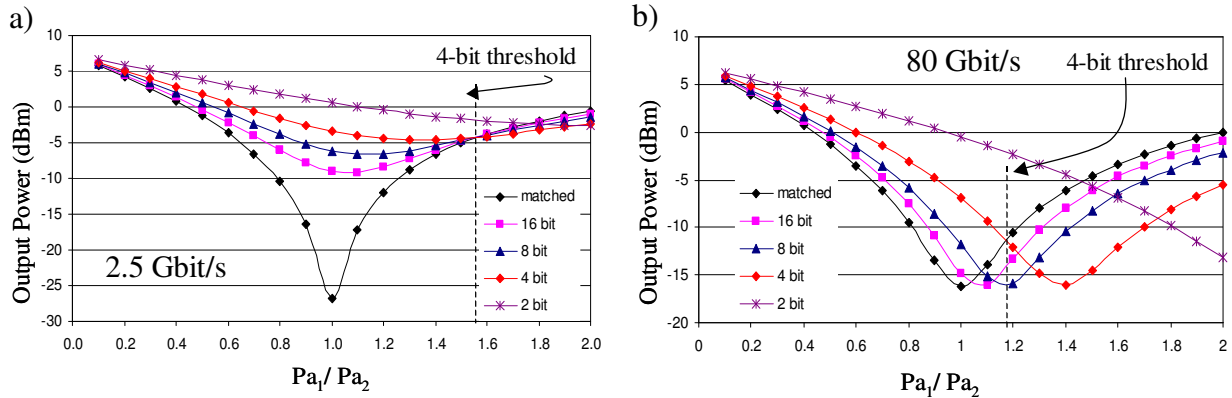 a)
10
5
0
-5
-10
-15
-20
-25
-30
Output Power (dBm)
4-bit threshold
2.5 Gbit/s
matched
16 bit
8 bit
4 bit
2 bit
0.0 0.2 0.4 0.6 0.8 1.0 1.2 1.4 1.6 1.8 2.0
Pa1/ Pa2
b)
10
5
0
-5
-10
-15
-20
Output Power (dBm)
80 Gbit/s
4-bit threshold
matched
16 bit
8 bit
4 bit
2 bit
0 0.2 0.4 0.6 0.8 1 1.2 1.4 1.6 1.8 2
Pa1/ Pa2